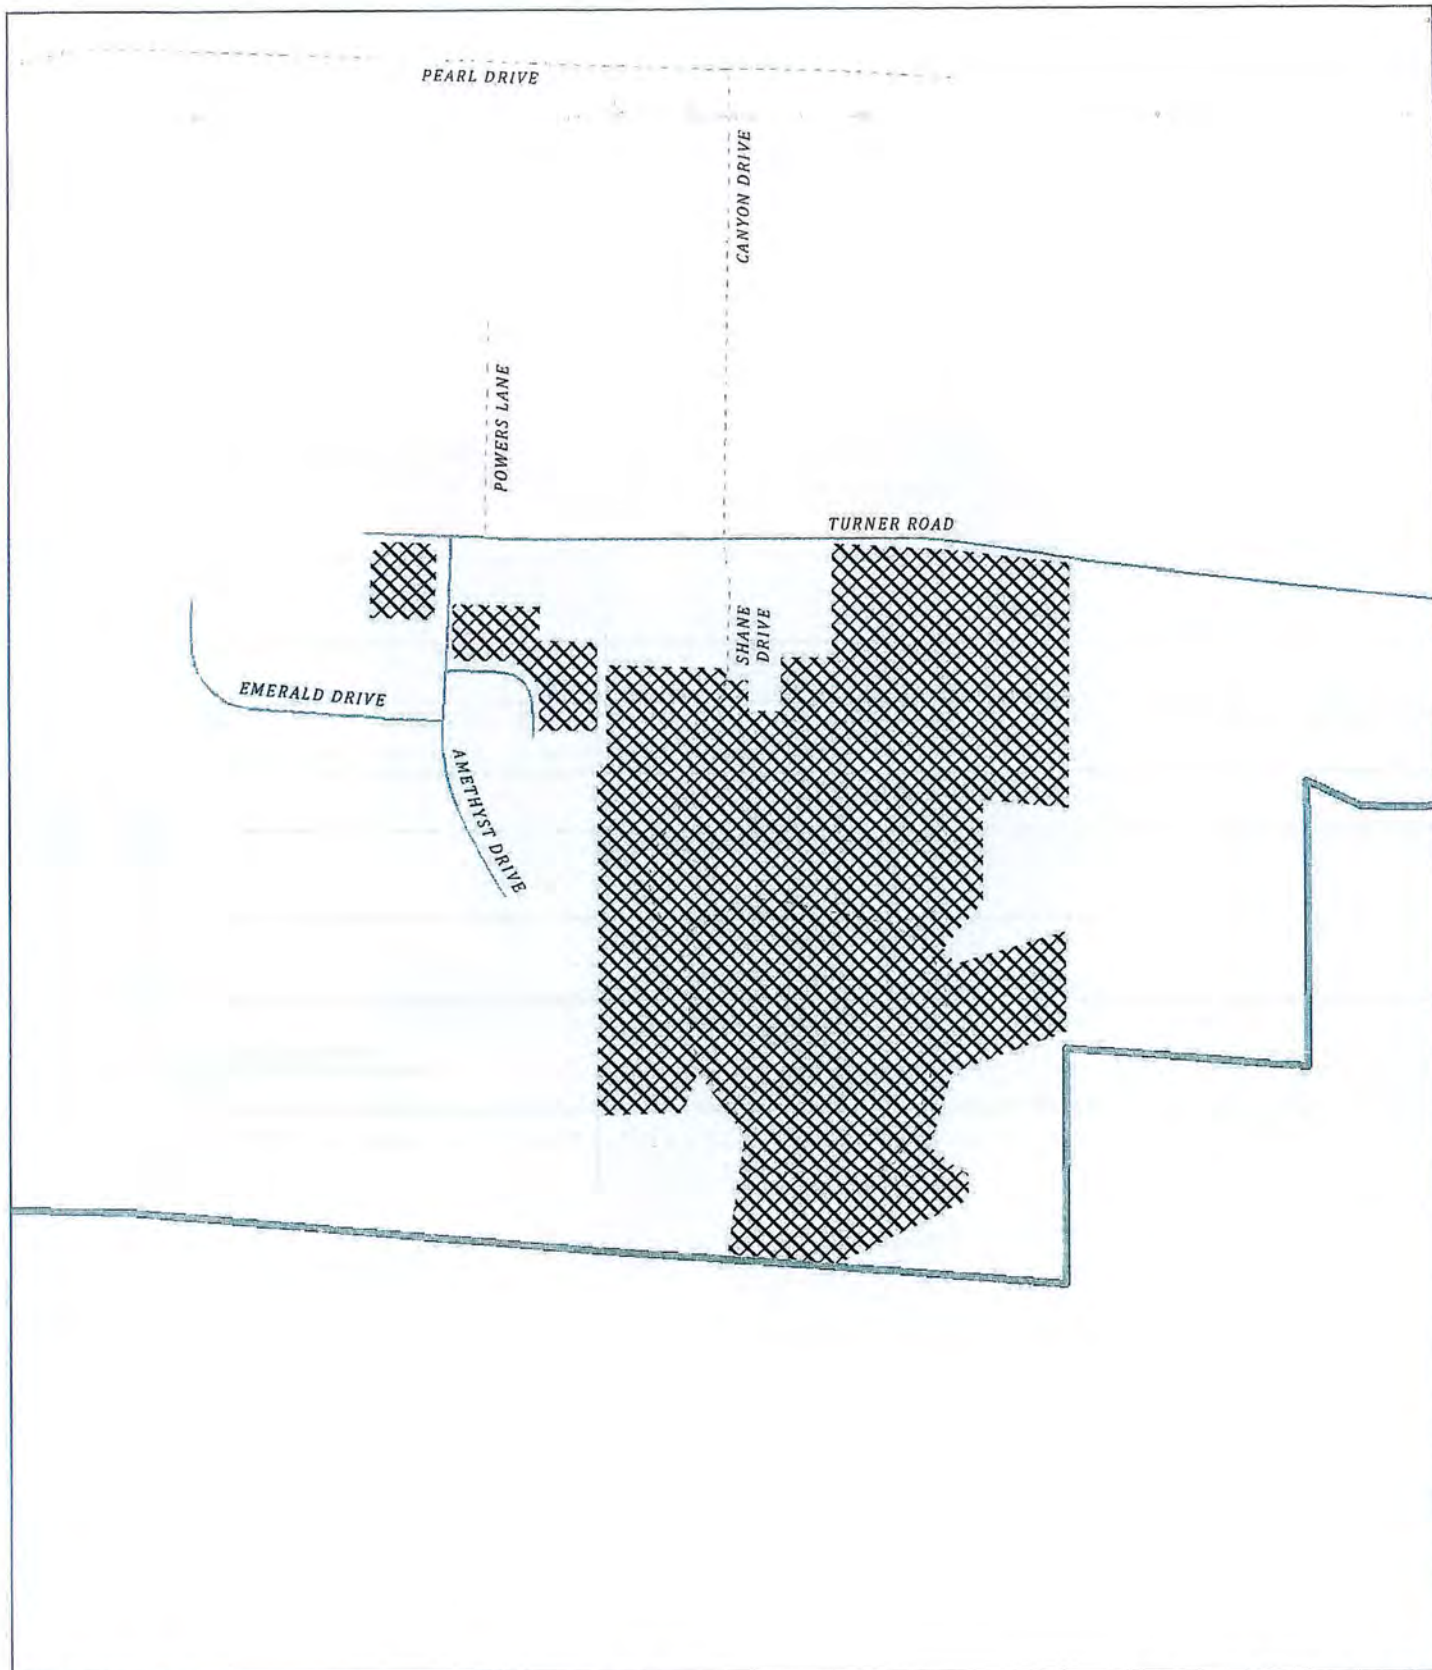 PEARL DRIVE
CANYON DRIVE
POWERS LANE
TURNER ROAD
SHANE
DRIVE
EMERALD DRIVE
AMETHYST DRIVE